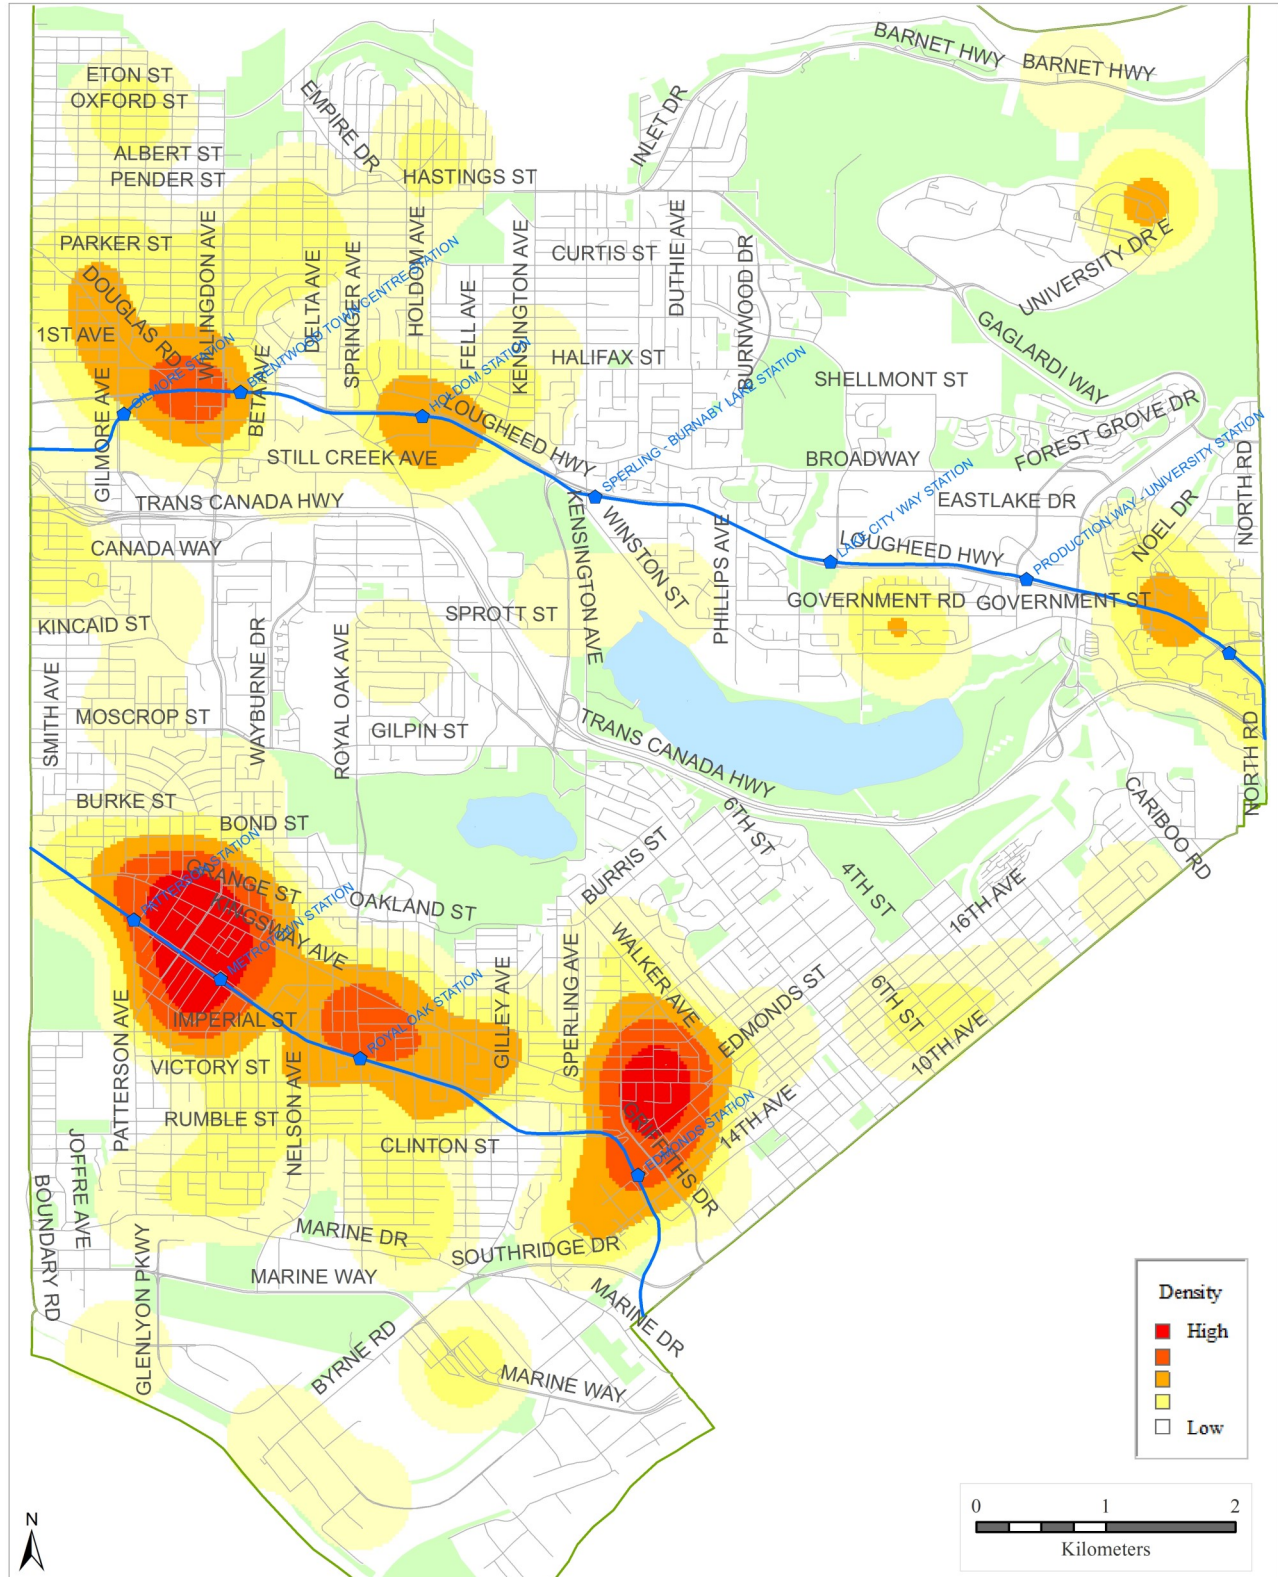 BARNET HWY
BARNET HWY
ETON ST
OXFORD ST
EMPIRE DR
INLET DR
ALBERT ST
PENDER ST
HASTINGS ST
PARKER ST
WILLINGDON AVE
DELTA AVE
SPRINGER AVE
HOLDOM AVE
FELL AVE
KENSINGTON AVE
CURTIS ST
DUTHIE AVE
BURNWOOD DR
UNIVERSITY DR E
GAGLARDI WAY
DOUGLAS RD
1ST AVE
GILMORE STATION
BRENTWOOD TOWN CENTRE STATION
HOLDOM STATION
HALIFAX ST
SPERLING - BURNABY LAKE STATION
SHELLMONT ST
FOREST GROVE DR
GILMORE AVE
BETA AVE
LOUGHEED HWY
STILL CREEK AVE
BROADWAY
LAKE CITY WAY STATION
EASTLAKE DR
PRODUCTION WAY - UNIVERSITY STATION
NORTH RD
TRANS CANADA HWY
CANADA WAY
KENSINGTON AVE
WINSTON ST
PHILLIPS AVE
LOUGHEED HWY
NOEL DR
GOVERNMENT RD
GOVERNMENT ST
KINCAID ST
SPROTT ST
SMITH AVE
WAYBURNE DR
ROYAL OAK AVE
MOSCROP ST
GILPIN ST
TRANS CANADA HWY
NORTH RD
BURKE ST
BOND ST
6TH ST
CARIBOO RD
PATTERSON STATION
GRANGE ST
KINGSWAY AVE
METROTOWN STATION
OAKLAND ST
BURRIS ST
4TH ST
16TH AVE
WALKER AVE
SPERLING AVE
GILLEY AVE
ROYAL OAK STATION
EDMONDS ST
6TH ST
10TH AVE
PATTERSON AVE
IMPERIAL ST
VICTORY ST
NELSON AVE
RUMBLE ST
CLINTON ST
GRIFFITHS DR
EDMONDS STATION
14TH AVE
JOFFRE AVE
BOUNDARY RD
GLENLYON PKWY
MARINE DR
SOUTHRIDGE DR
MARINE WAY
MARINE DR
BYRNE RD
MARINE WAY
Density
High
Low
0 1 2
Kilometers
N